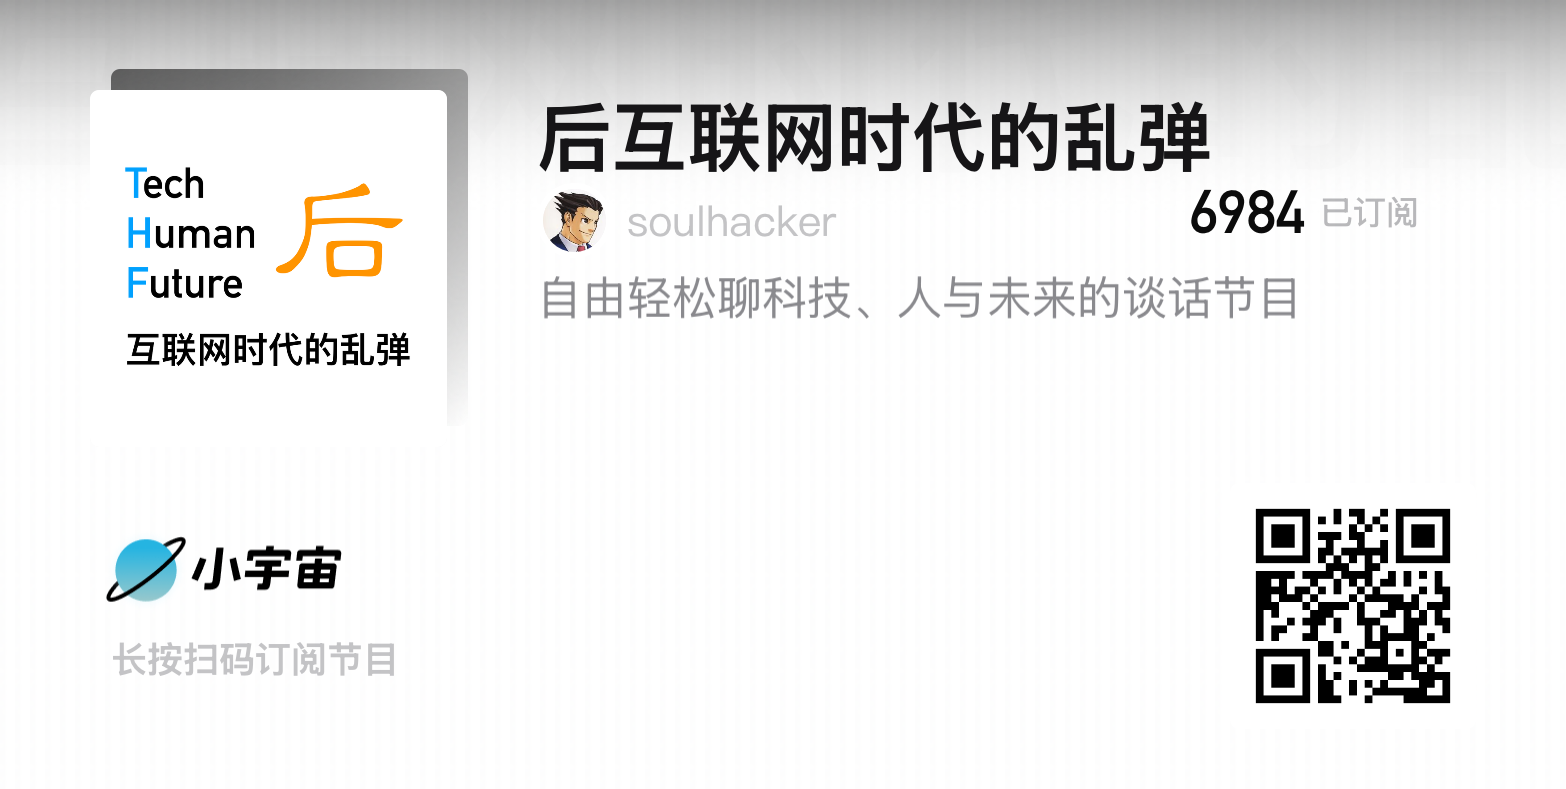 Tech
Human
Future
后
互联网时代的乱弹
后互联网时代的乱弹
soulhacker
6984 已订阅
自由轻松聊科技、人与未来的谈话节目
小宇宙
长按扫码订阅节目